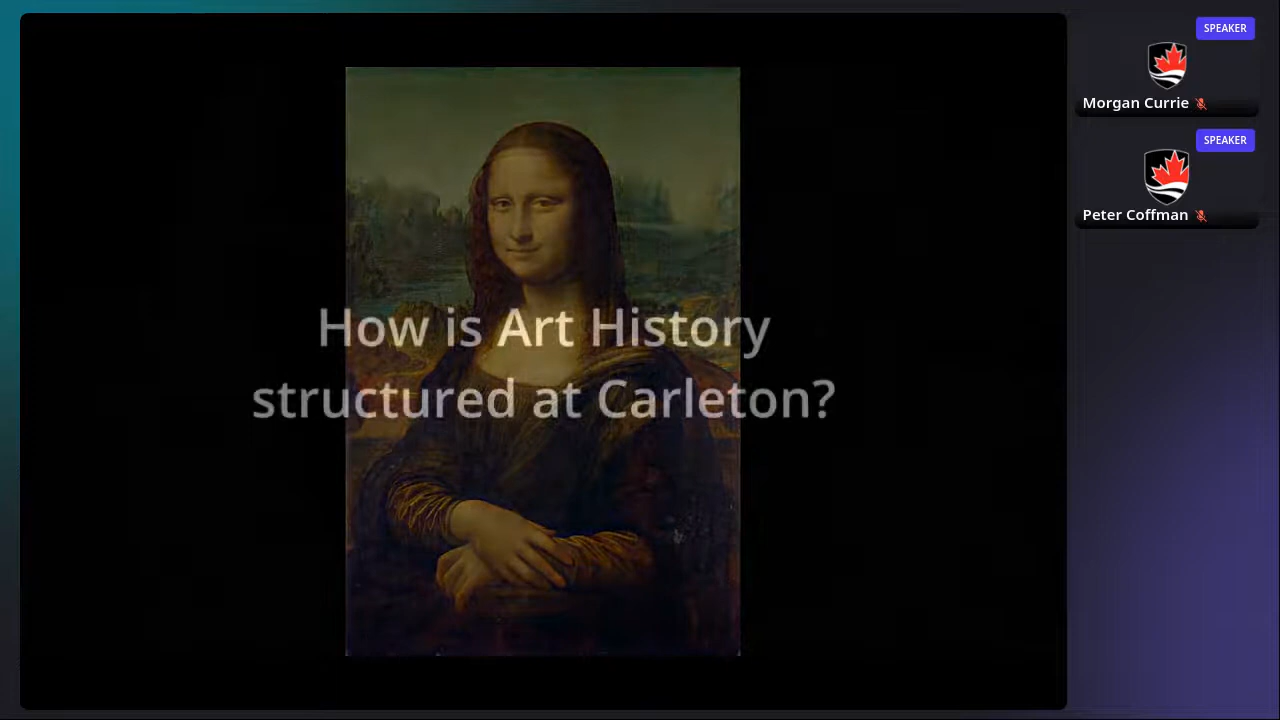 How is Art History
structured at Carleton?
SPEAKER
Morgan Currie
SPEAKER
Peter Coffman